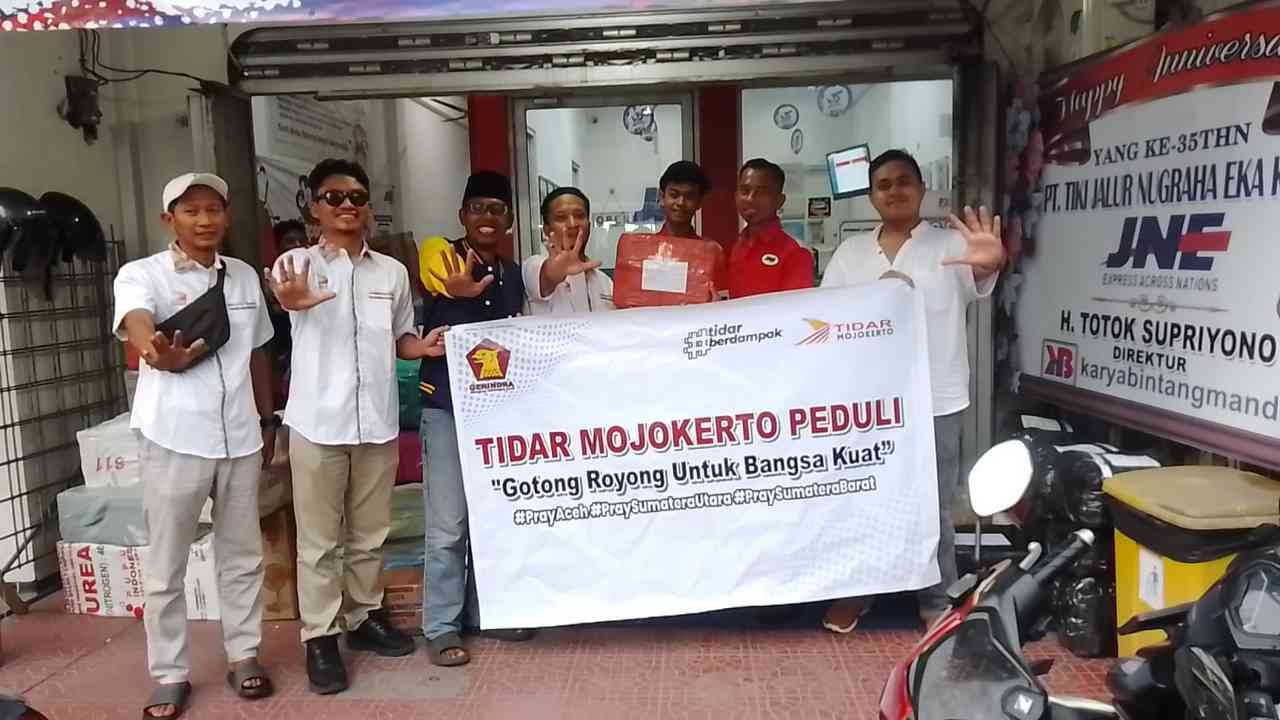 Happy Anniversa
YANG KE-35THN
PT. TIKI JALUR NUGRAHA EKA K
JNE
EXPRESS ACROSS NATIONS
H. TOTOK SUPRIYONO
DIREKTUR
KB karyabintangmand
GERINDRA
#tidar
berdampak
TIDAR
MOJOKERTO
TIDAR MOJOKERTO PEDULI
"Gotong Royong Untuk Bangsa Kuat"
#PrayAceh #PraySumateraUtara #PraySumateraBarat
UREA